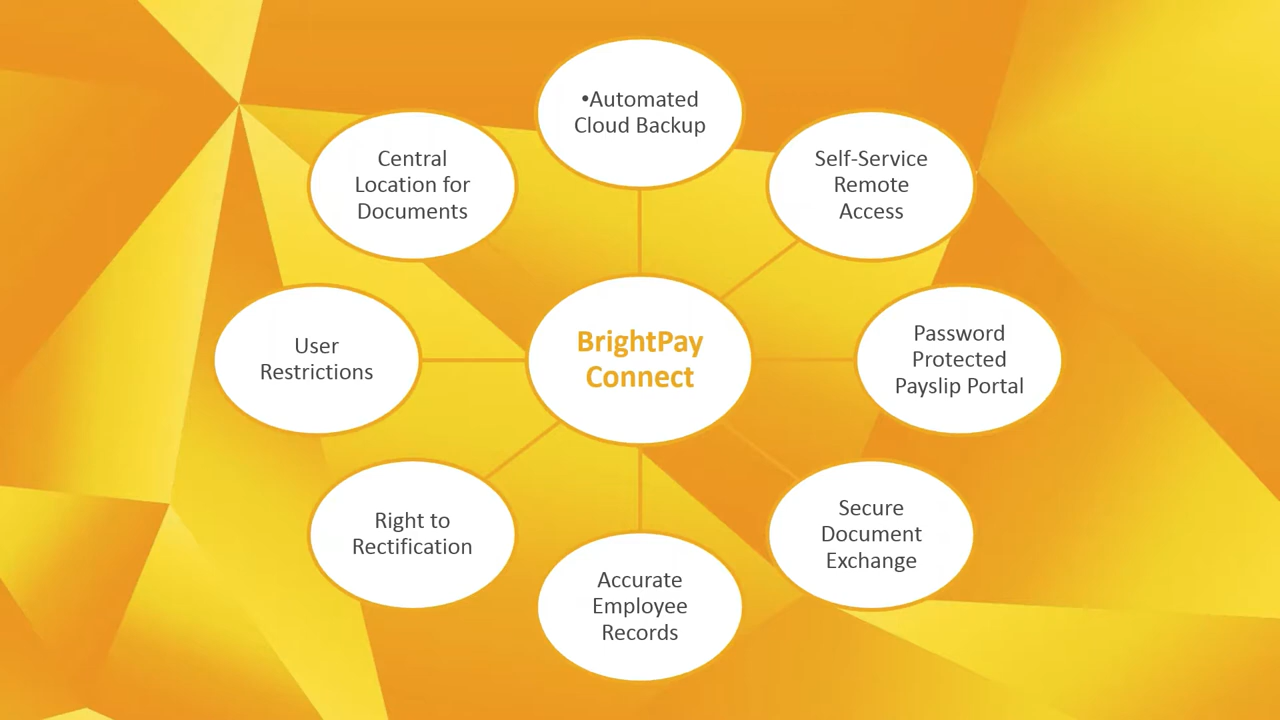 •Automated
Cloud Backup
Self-Service
Remote
Access
Password
Protected
Payslip Portal
Secure
Document
Exchange
Accurate
Employee
Records
Right to
Rectification
User
Restrictions
Central
Location for
Documents
BrightPay
Connect